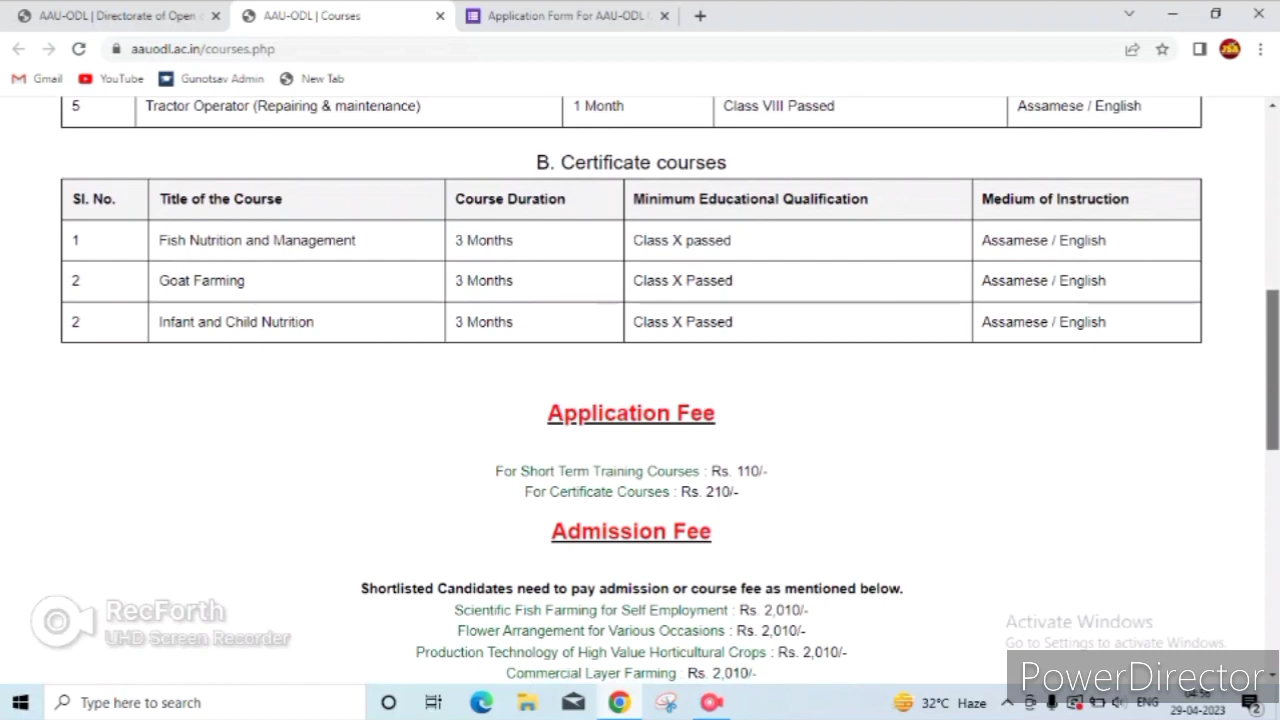 AAU-ODL | Directorate of Open
AAU-ODL | Courses
Application Form For AAU-ODL
aauodl.ac.in/courses.php
Gmail
YouTube
Gunotsav Admin
New Tab
5 Tractor Operator (Repairing & maintenance) 1 Month Class VIII Passed Assamese / English
B. Certificate courses
Sl. No. Title of the Course Course Duration Minimum Educational Qualification Medium of Instruction
1 Fish Nutrition and Management 3 Months Class X passed Assamese / English
2 Goat Farming 3 Months Class X Passed Assamese / English
2 Infant and Child Nutrition 3 Months Class X Passed Assamese / English
Application Fee
For Short Term Training Courses : Rs. 110/-
For Certificate Courses : Rs. 210/-
Admission Fee
Shortlisted Candidates need to pay admission or course fee as mentioned below.
Scientific Fish Farming for Self Employment : Rs. 2,010/-
Flower Arrangement for Various Occasions : Rs. 2,010/-
Production Technology of High Value Horticultural Crops : Rs. 2,010/-
Commercial Layer Farming : Rs. 2,010/-
RecForth
UHD Screen Recorder
Activate Windows
Go to Settings to activate Windows.
PowerDirector
Type here to search
32°C Haze
ENG
29-04-2023
2